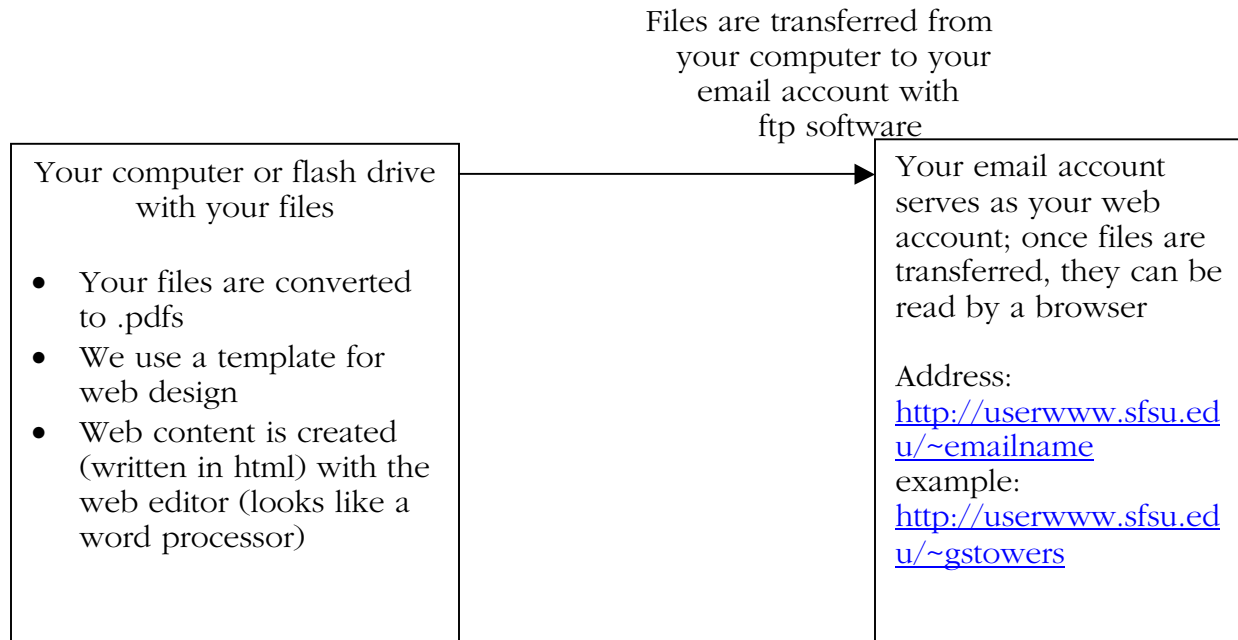 Files are transferred from
your computer to your
email account with
ftp software
Your computer or flash drive
with your files
• Your files are converted
to .pdfs
• We use a template for
web design
• Web content is created
(written in html) with the
web editor (looks like a
word processor)
Your email account
serves as your web
account; once files are
transferred, they can be
read by a browser
Address:
http://userwww.sfsu.ed
u/~emailname
example:
http://userwww.sfsu.ed
u/~gstowers